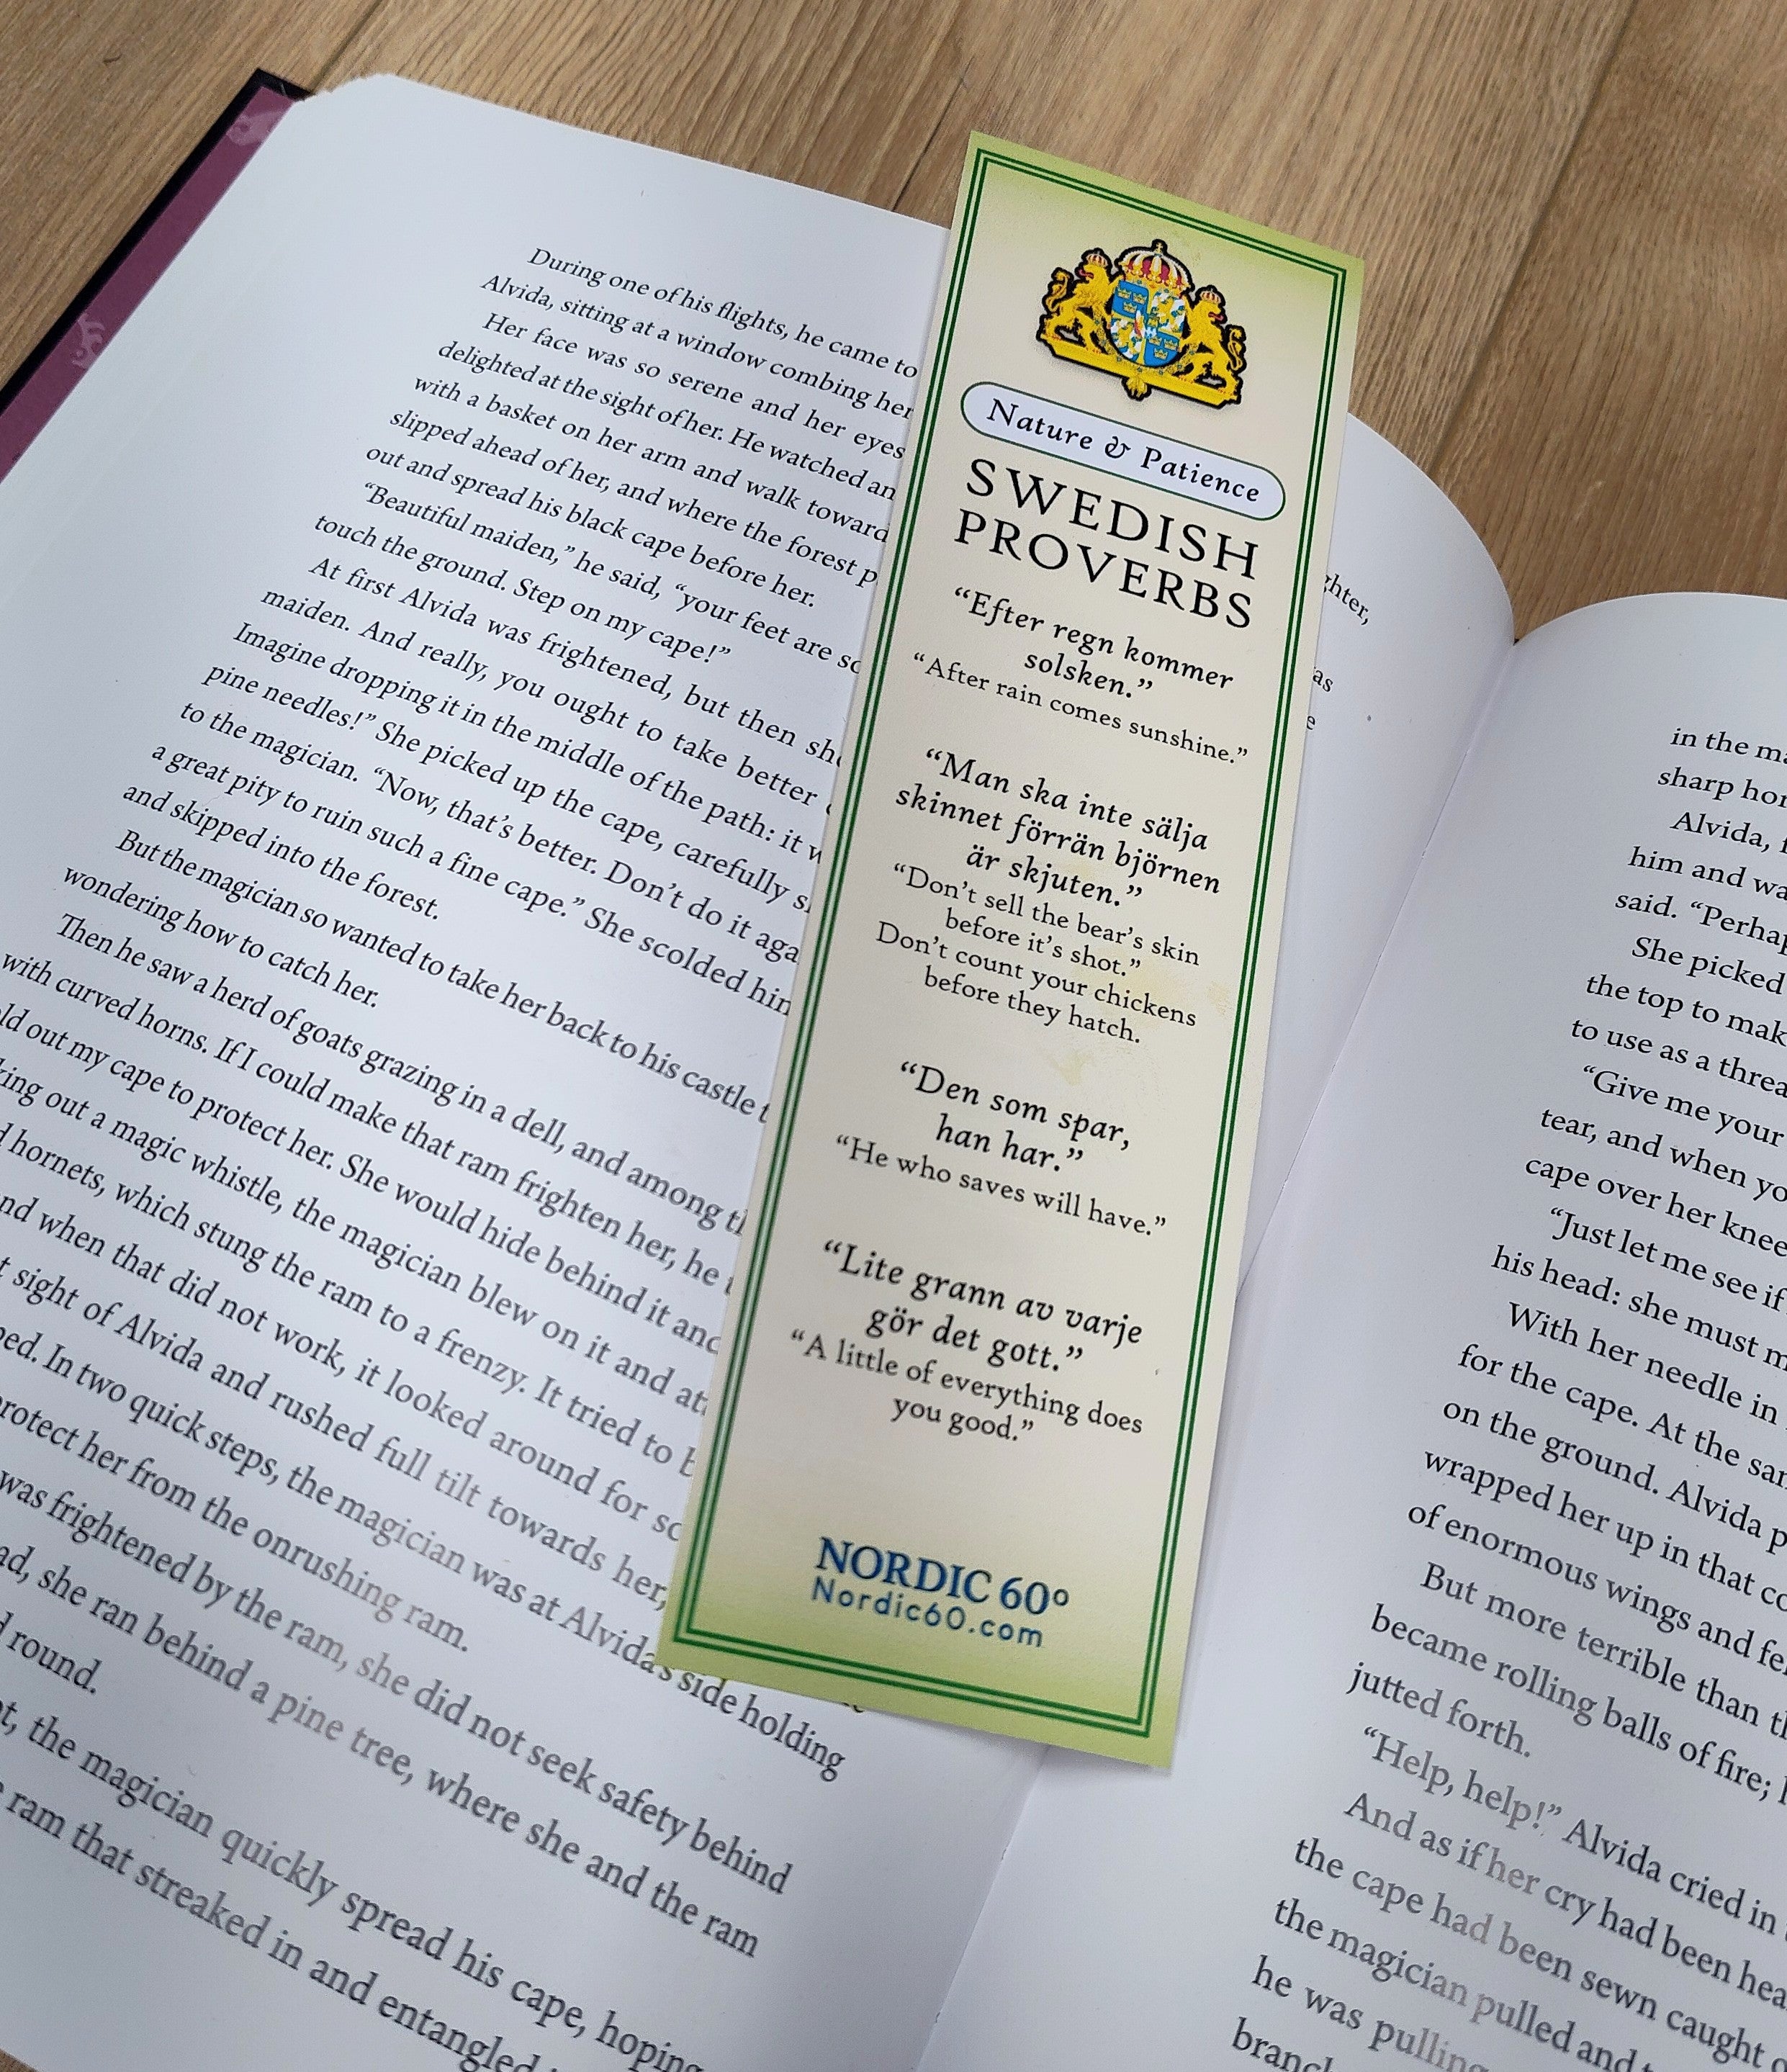 During one of his flights, he came to
Alvida, sitting at a window combing her
Her face was so serene and her eyes
delighted at the sight of her. He watched an
with a basket on her arm and walk toward
slipped ahead of her, and where the forest p
out and spread his black cape before her.
“Beautiful maiden,” he said, “your feet are so
touch the ground. Step on my cape!”
At first Alvida was frightened, but then sh
maiden. And really, you ought to take better
Imagine dropping it in the middle of the path: it w
pine needles!” She picked up the cape, carefully s
to the magician. “Now, that’s better. Don’t do it aga
a great pity to ruin such a fine cape.” She scolded him
and skipped into the forest.
But the magician so wanted to take her back to his castle t
wondering how to catch her.
Then he saw a herd of goats grazing in a dell, and among th
with curved horns. If I could make that ram frighten her, he t
ld out my cape to protect her. She would hide behind it and
king out a magic whistle, the magician blew on it and at
d hornets, which stung the ram to a frenzy. It tried to b
nd when that did not work, it looked around for so
t sight of Alvida and rushed full tilt towards her,
ped. In two quick steps, the magician was at Alvida’s side holding
rotect her from the onrushing ram.
was frightened by the ram, she did not seek safety behind
ad, she ran behind a pine tree, where she and the ram
d round.
t, the magician quickly spread his cape, hoping
ram that streaked in and entangled
Nature & Patience
SWEDISH
PROVERBS
“Efter regn kommer
solsken.”
“After rain comes sunshine.”
“Man ska inte sälja
skinnet förrän björnen
är skjuten.”
“Don’t sell the bear’s skin
before it’s shot.”
Don’t count your chickens
before they hatch.
“Den som spar,
han har.”
“He who saves will have.”
“Lite grann av varje
gör det gott.”
“A little of everything does
you good.”
NORDIC 60°
Nordic60.com
ghter,
as
e
in the ma
sharp hor
Alvida, f
him and wa
said. “Perhap
She picked
the top to mak
to use as a threa
“Give me your
tear, and when yo
cape over her knee
“Just let me see if
his head: she must m
With her needle in
for the cape. At the sam
on the ground. Alvida p
wrapped her up in that co
of enormous wings and fe
But more terrible than th
became rolling balls of fire;
jutted forth.
“Help, help!” Alvida cried in
And as if her cry had been hea
the cape had been sewn caught
the magician pulled and t
he was pulling
branch